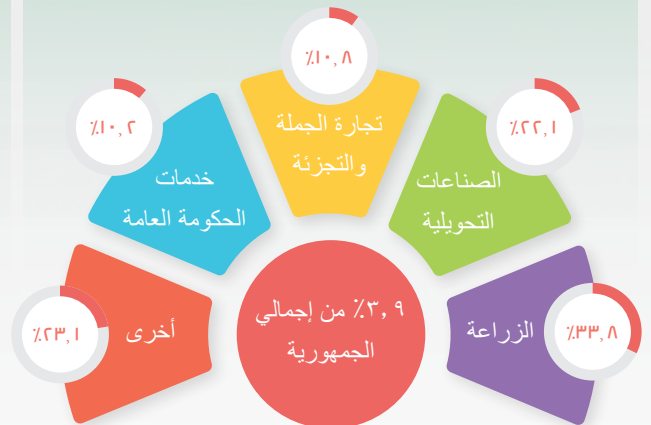 ٪١٠,٨
تجارة الجملة
والتجزئة
٪٢٢,١
الصناعات
التحويلية
٪١٠,٢
خدمات
الحكومة العامة
٪٣٣,٨
الزراعة
٣,٩٪ من إجمالي
الجمهورية
أخرى
٪٢٣,١